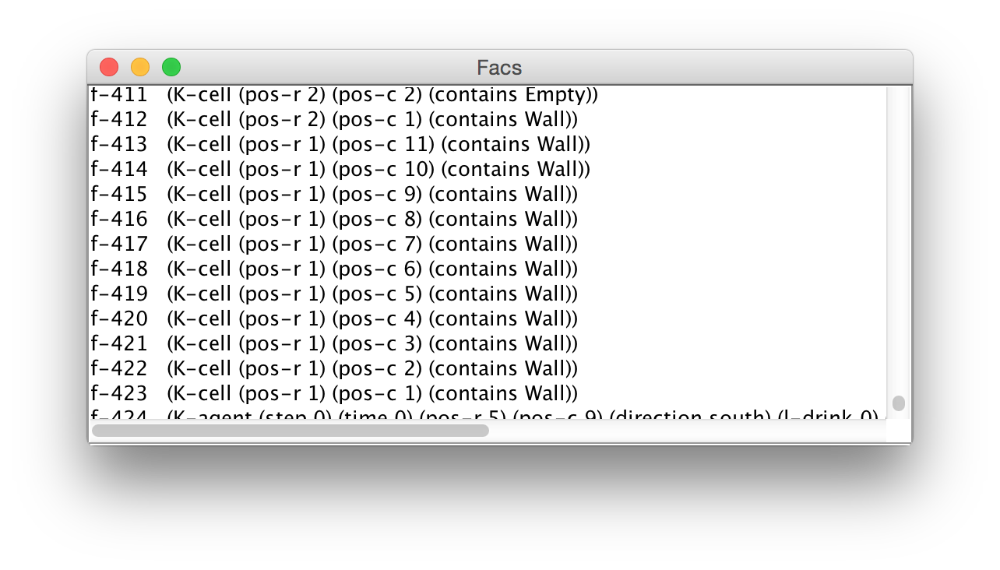 Facs
f-411 (K-cell (pos-r 2) (pos-c 2) (contains Empty))
f-412 (K-cell (pos-r 2) (pos-c 1) (contains Wall))
f-413 (K-cell (pos-r 1) (pos-c 11) (contains Wall))
f-414 (K-cell (pos-r 1) (pos-c 10) (contains Wall))
f-415 (K-cell (pos-r 1) (pos-c 9) (contains Wall))
f-416 (K-cell (pos-r 1) (pos-c 8) (contains Wall))
f-417 (K-cell (pos-r 1) (pos-c 7) (contains Wall))
f-418 (K-cell (pos-r 1) (pos-c 6) (contains Wall))
f-419 (K-cell (pos-r 1) (pos-c 5) (contains Wall))
f-420 (K-cell (pos-r 1) (pos-c 4) (contains Wall))
f-421 (K-cell (pos-r 1) (pos-c 3) (contains Wall))
f-422 (K-cell (pos-r 1) (pos-c 2) (contains Wall))
f-423 (K-cell (pos-r 1) (pos-c 1) (contains Wall))
f-424 (K-agent (step 0) (time 0) (pos-r 5) (pos-c 9) (direction south) (l-drink 0)